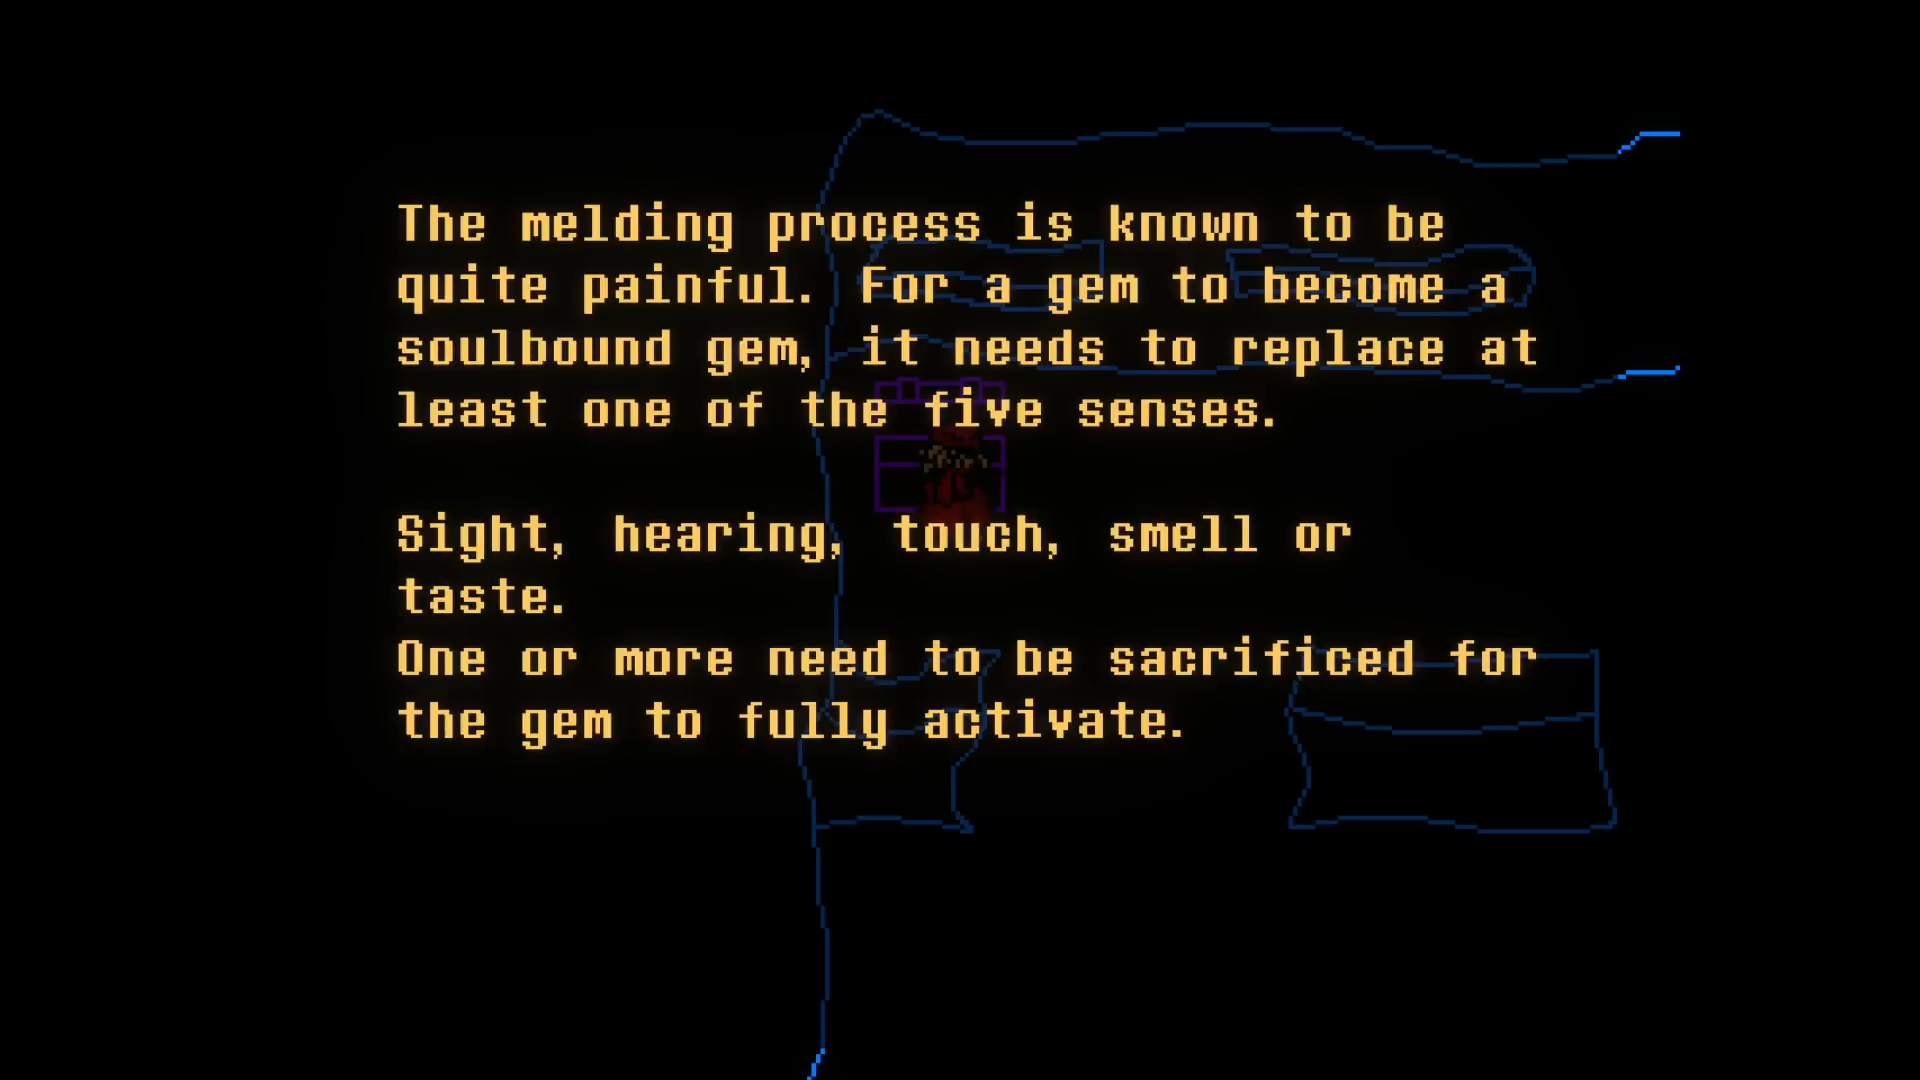 The melding process is known to be
quite painful. For a gem to become a
soulbound gem, it needs to replace at
least one of the five senses.
Sight, hearing, touch, smell or
taste.
One or more need to be sacrificed for
the gem to fully activate.